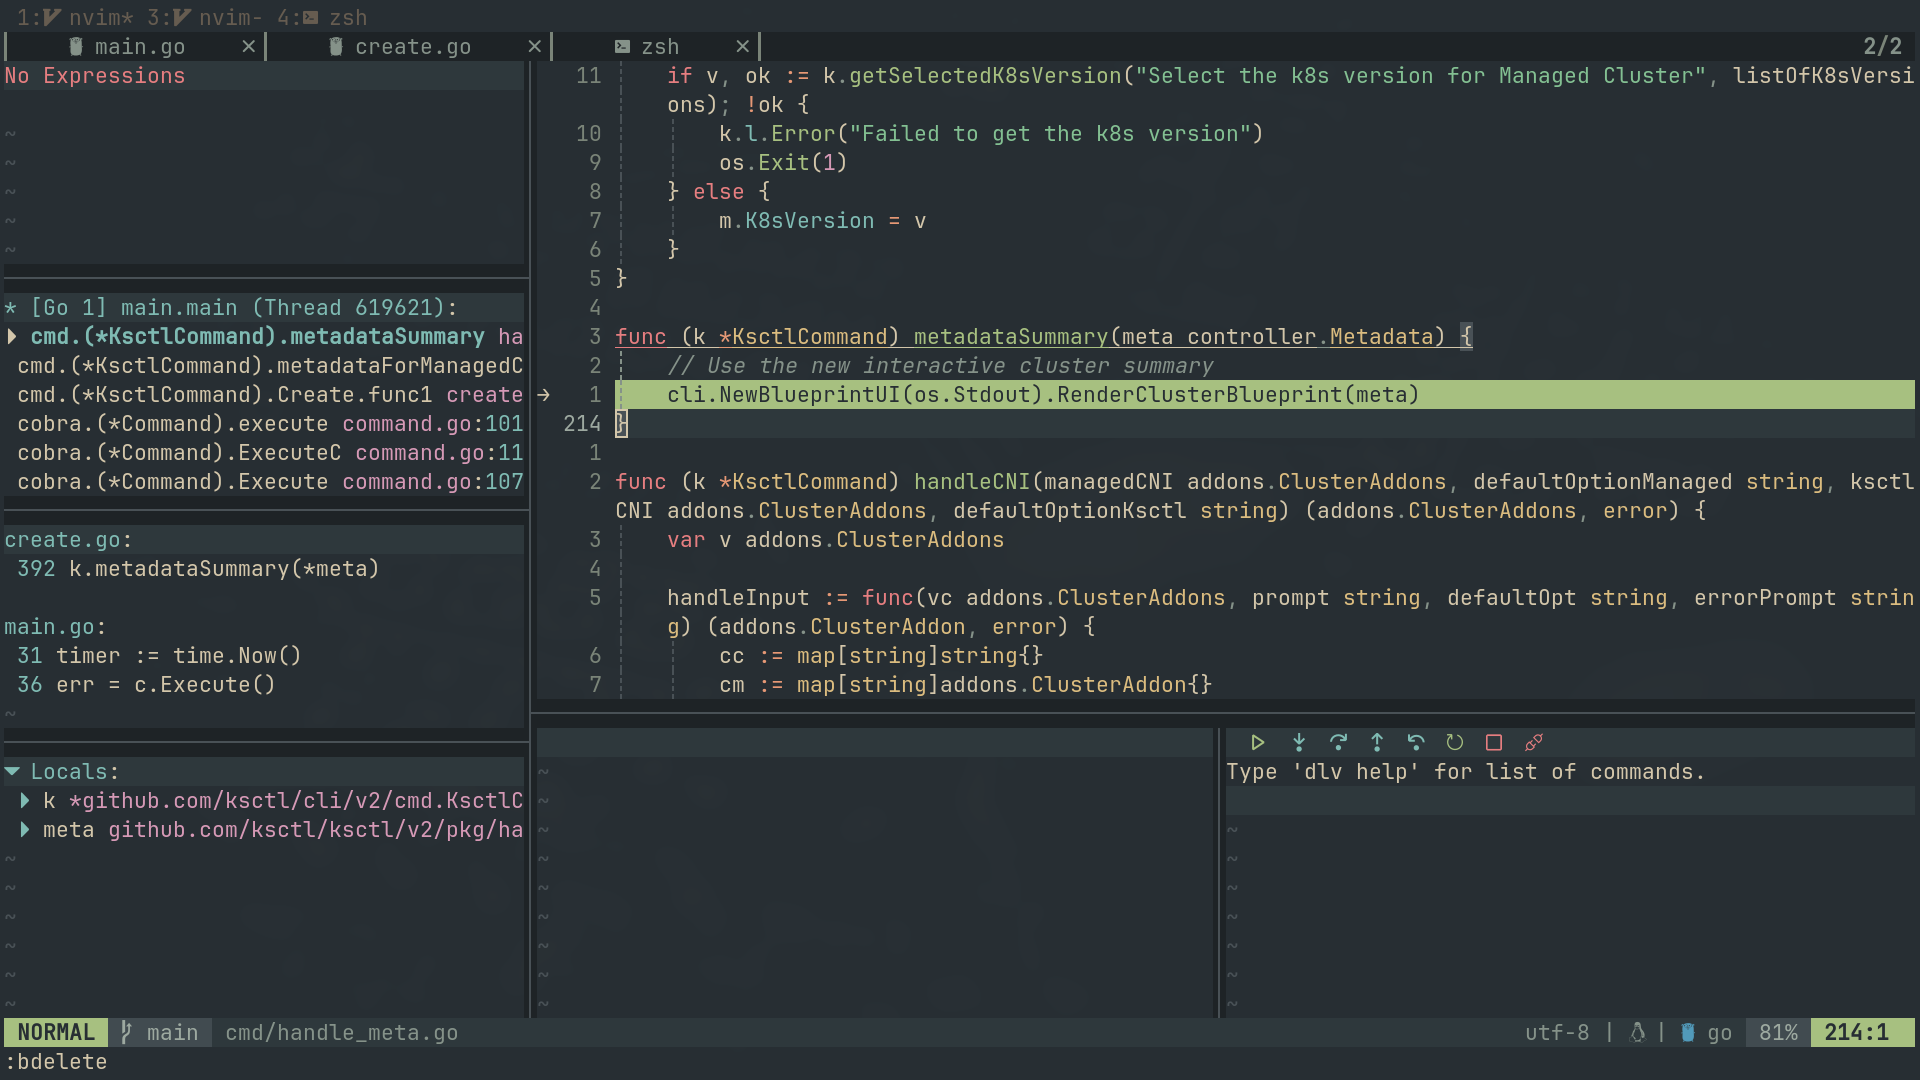 1: nvim* 3: nvim- 4: zsh
main.go × create.go × zsh × 2/2
No Expressions
~
~
~
~
~
* [Go 1] main.main (Thread 619621):
cmd.(*KsctlCommand).metadataSummary ha
cmd.(*KsctlCommand).metadataForManagedC
cmd.(*KsctlCommand).Create.func1 create
cobra.(*Command).execute command.go:101
cobra.(*Command).ExecuteC command.go:11
cobra.(*Command).Execute command.go:107
create.go:
392 k.metadataSummary(*meta)
main.go:
31 timer := time.Now()
36 err = c.Execute()
~
Locals:
k *github.com/ksctl/cli/v2/cmd.KsctlC
meta github.com/ksctl/ksctl/v2/pkg/ha
~
~
~
~
~
~
11 if v, ok := k.getSelectedK8sVersion("Select the k8s version for Managed Cluster", listOfK8sVersi
ons); !ok {
10 k.l.Error("Failed to get the k8s version")
9 os.Exit(1)
8 } else {
7 m.K8sVersion = v
6 }
5 }
4
3 func (k *KsctlCommand) metadataSummary(meta controller.Metadata) {
2 // Use the new interactive cluster summary
→ 1 cli.NewBlueprintUI(os.Stdout).RenderClusterBlueprint(meta)
214 }
1
2 func (k *KsctlCommand) handleCNI(managedCNI addons.ClusterAddons, defaultOptionManaged string, ksctl
CNI addons.ClusterAddons, defaultOptionKsctl string) (addons.ClusterAddons, error) {
3 var v addons.ClusterAddons
4
5 handleInput := func(vc addons.ClusterAddons, prompt string, defaultOpt string, errorPrompt strin
g) (addons.ClusterAddon, error) {
6 cc := map[string]string{}
7 cm := map[string]addons.ClusterAddon{}
~
~
~
~
~
~
~
~
~
Type 'dlv help' for list of commands.
~
~
~
~
~
~
~
NORMAL main cmd/handle_meta.go utf-8 | | go 81% 214:1
:bdelete